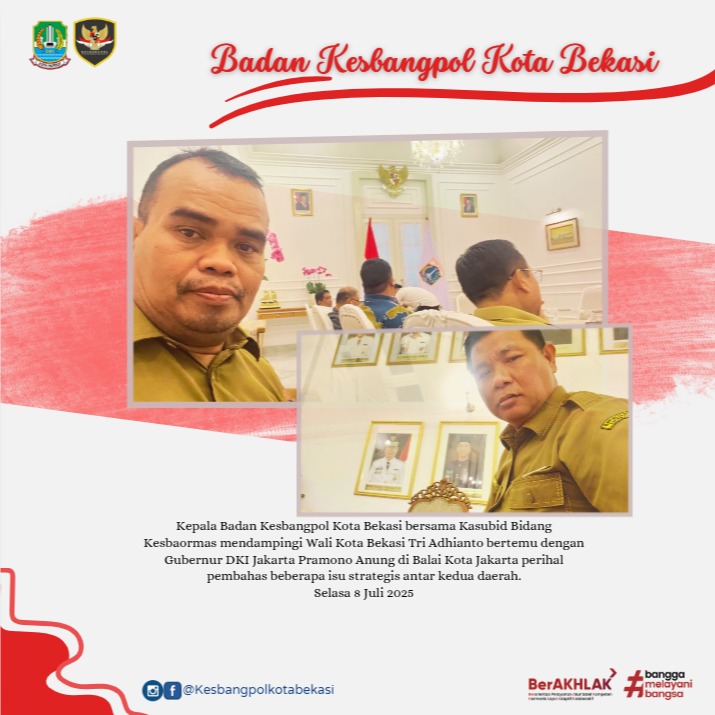 Badan Kesbangpol Kota Bekasi
Kepala Badan Kesbangpol Kota Bekasi bersama Kasubid Bidang
Kesbaormas mendampingi Wali Kota Bekasi Tri Adhianto bertemu dengan
Gubernur DKI Jakarta Pramono Anung di Balai Kota Jakarta perihal
pembahas beberapa isu strategis antar kedua daerah.
Selasa 8 Juli 2025
@Kesbangpolkotabekasi
BerAKHLAK
#bangga
melayani
bangsa